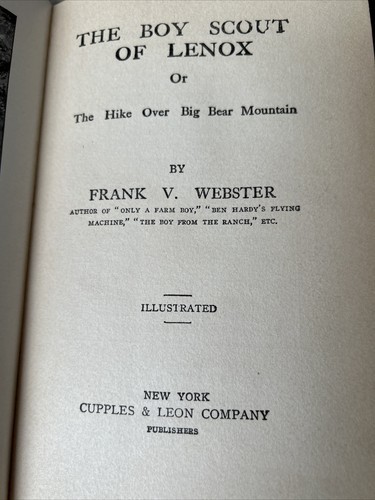 THE BOY SCOUT
OF LENOX
Or
The Hike Over Big Bear Mountain
BY
FRANK V. WEBSTER
AUTHOR OF "ONLY A FARM BOY," "BEN HARDY'S FLYING
MACHINE," "THE BOY FROM THE RANCH," ETC.
ILLUSTRATED
NEW YORK
CUPPLES & LEON COMPANY
PUBLISHERS